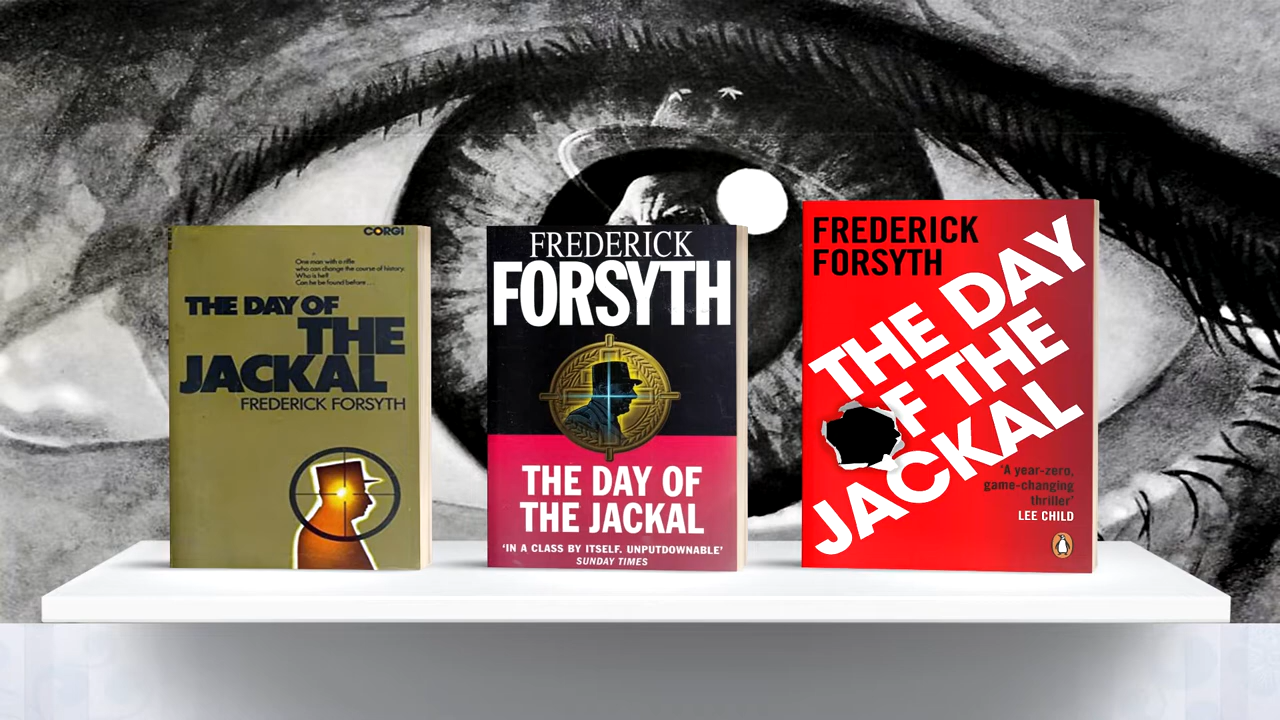 CORGI
One man with a rifle
who can change the course of history.
Who is he?
Can he be found before ...
THE DAY OF
THE
JACKAL
FREDERICK FORSYTH
FREDERICK
FORSYTH
THE DAY OF
THE JACKAL
‘IN A CLASS BY ITSELF. UNPUTDOWNABLE’
SUNDAY TIMES
FREDERICK
FORSYTH
THE DAY
OF THE
JACKAL
‘A year-zero,
game-changing
thriller’
LEE CHILD